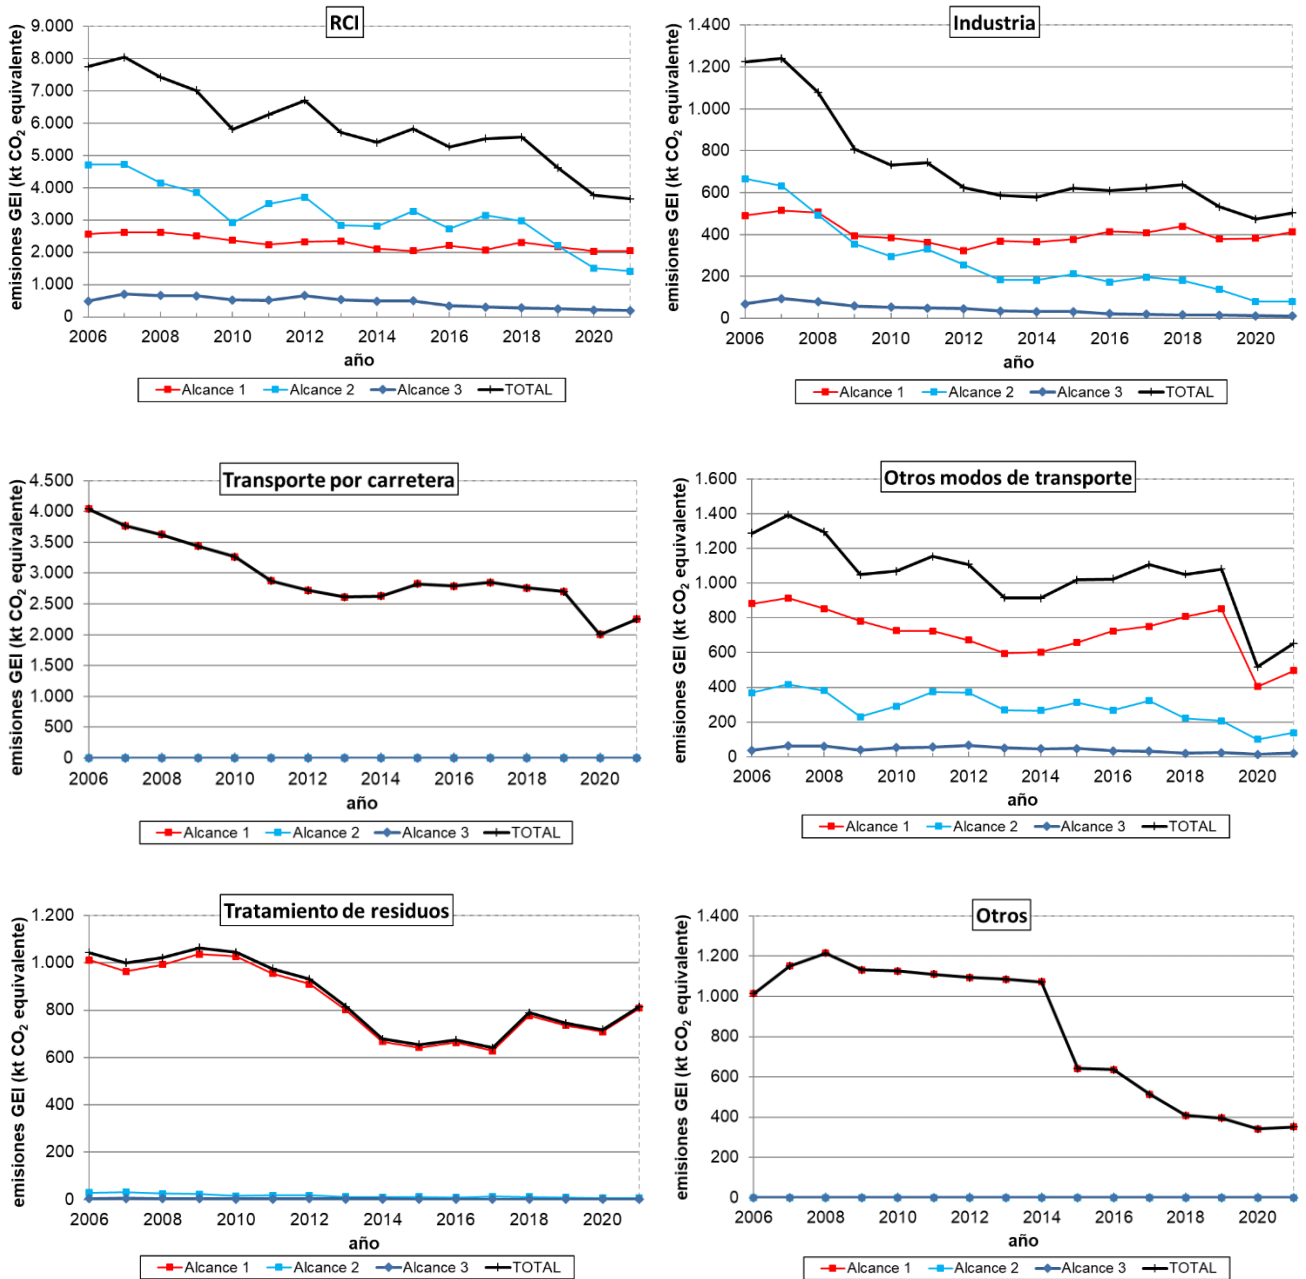 RCI
emisiones GEI (kt CO₂ equivalente)
9.000
8.000
7.000
6.000
5.000
4.000
3.000
2.000
1.000
0
2006 2008 2010 2012 2014 2016 2018 2020
año
Alcance 1 Alcance 2 Alcance 3 TOTAL
Industria
emisiones GEI (kt CO₂ equivalente)
1.400
1.200
1.000
800
600
400
200
0
2006 2008 2010 2012 2014 2016 2018 2020
año
Alcance 1 Alcance 2 Alcance 3 TOTAL
Transporte por carretera
emisiones GEI (kt CO₂ equivalente)
4.500
4.000
3.500
3.000
2.500
2.000
1.500
1.000
500
0
2006 2008 2010 2012 2014 2016 2018 2020
año
Alcance 1 Alcance 2 Alcance 3 TOTAL
Otros modos de transporte
emisiones GEI (kt CO₂ equivalente)
1.600
1.400
1.200
1.000
800
600
400
200
0
2006 2008 2010 2012 2014 2016 2018 2020
año
Alcance 1 Alcance 2 Alcance 3 TOTAL
Tratamiento de residuos
emisiones GEI (kt CO₂ equivalente)
1.200
1.000
800
600
400
200
0
2006 2008 2010 2012 2014 2016 2018 2020
año
Alcance 1 Alcance 2 Alcance 3 TOTAL
Otros
emisiones GEI (kt CO₂ equivalente)
1.400
1.200
1.000
800
600
400
200
0
2006 2008 2010 2012 2014 2016 2018 2020
año
Alcance 1 Alcance 2 Alcance 3 TOTAL